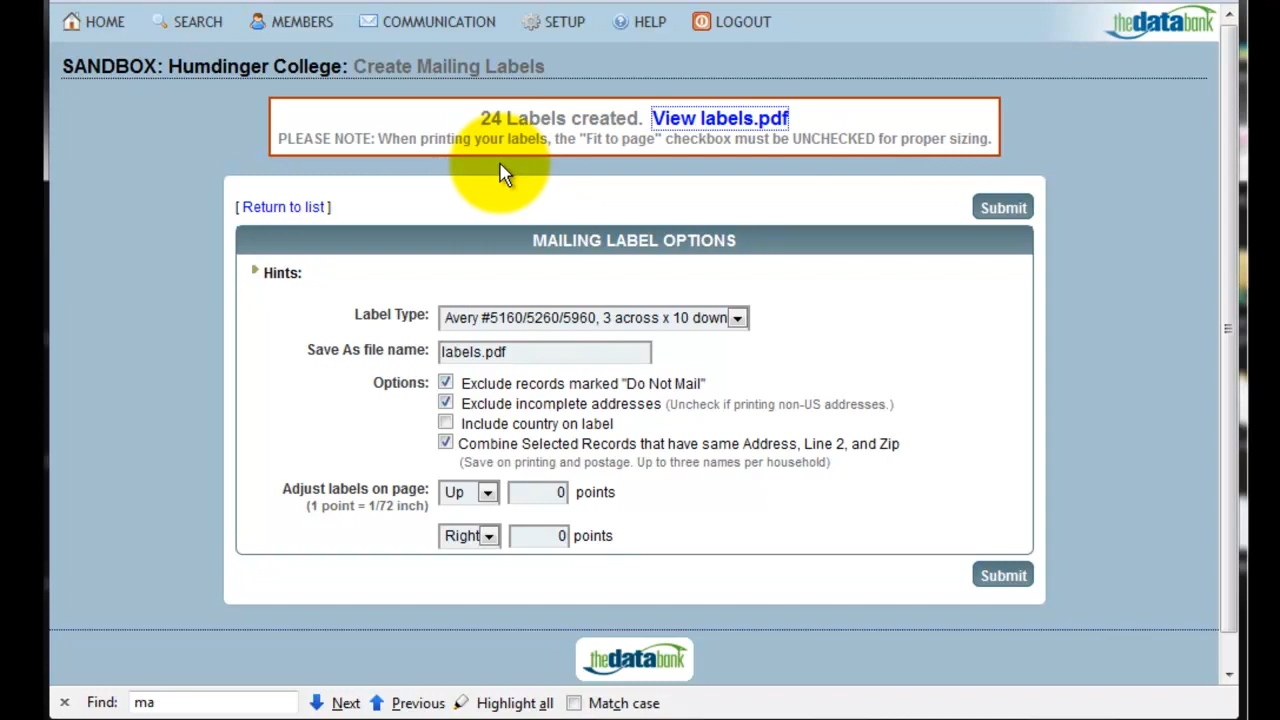 HOME SEARCH MEMBERS COMMUNICATION SETUP HELP LOGOUT thedatabank
SANDBOX: Humdinger College: Create Mailing Labels
24 Labels created. View labels.pdf
PLEASE NOTE: When printing your labels, the "Fit to page" checkbox must be UNCHECKED for proper sizing.
[ Return to list ] Submit
MAILING LABEL OPTIONS
Hints:
Label Type: Avery #5160/5260/5960, 3 across x 10 down
Save As file name: labels.pdf
Options: Exclude records marked "Do Not Mail"
Exclude incomplete addresses (Uncheck if printing non-US addresses.)
Include country on label
Combine Selected Records that have same Address, Line 2, and Zip
(Save on printing and postage. Up to three names per household)
Adjust labels on page: Up 0 points
(1 point = 1/72 inch)
Right 0 points
Submit
thedatabank
Find: ma Next Previous Highlight all Match case